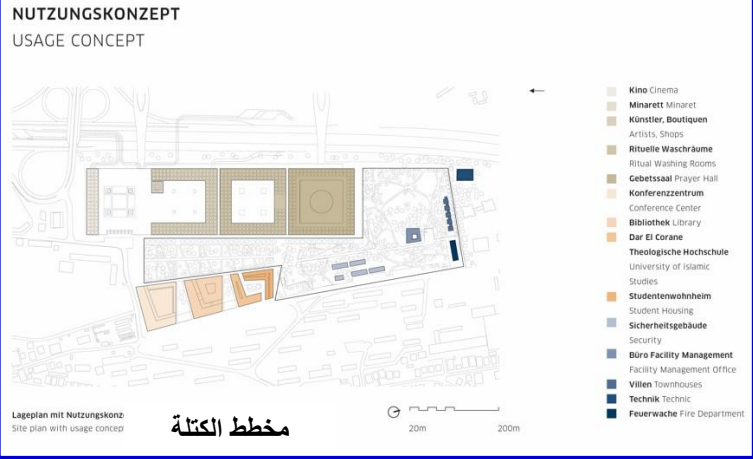 NUTZUNGSKONZEPT
USAGE CONCEPT
Kino Cinema
Minarett Minaret
Künstler, Boutiquen
Artists, Shops
Rituelle Waschräume
Ritual Washing Rooms
Gebetssaal Prayer Hall
Konferenzzentrum
Conference Center
Bibliothek Library
Dar El Corane
Theologische Hochschule
University of islamic
Studies
Studentenwohnheim
Student Housing
Sicherheitsgebäude
Security
Büro Facility Management
Facility Management Office
Villen Townhouses
Technik Technic
Feuerwache Fire Department
Lageplan mit Nutzungskonz
Site plan with usage concep
مخطط الكتلة
20m 200m